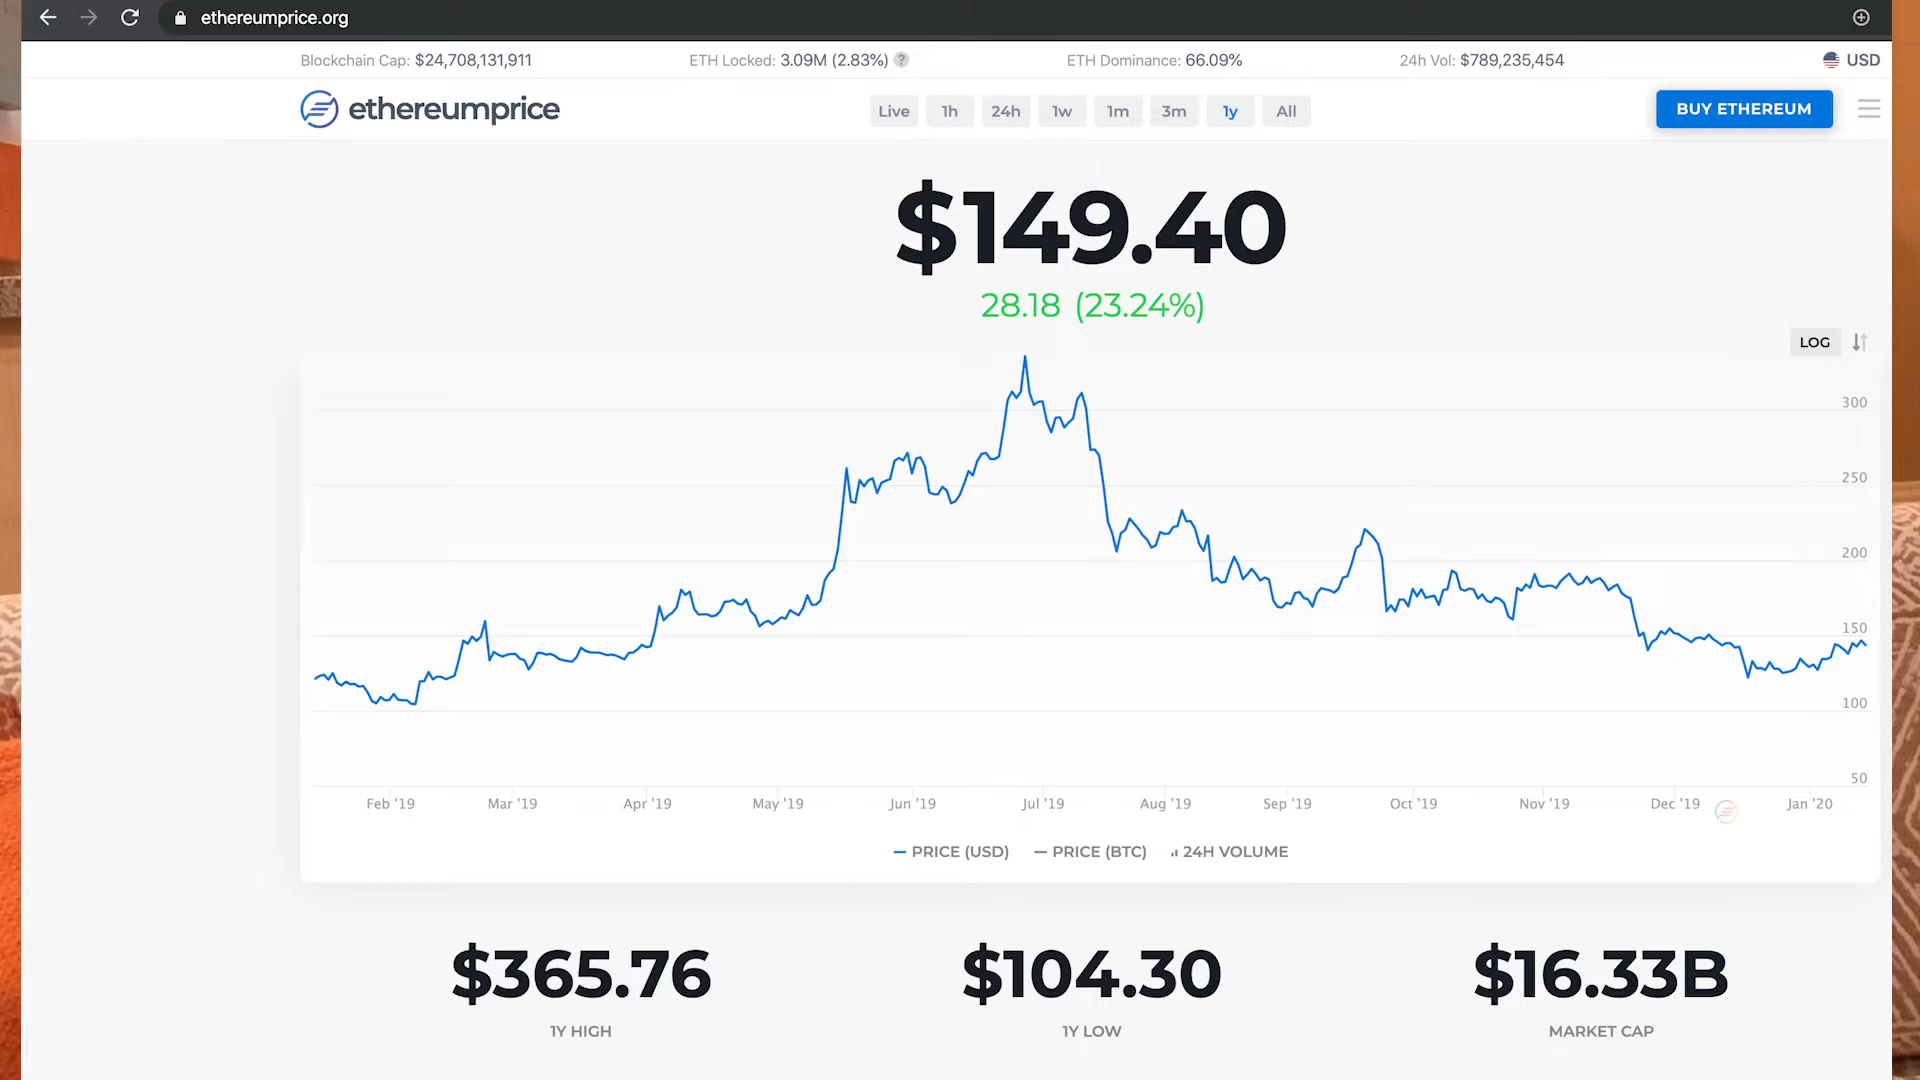 ethereumprice.org
Blockchain Cap: $24,708,131,911 ETH Locked: 3.09M (2.83%) ? ETH Dominance: 66.09% 24h Vol: $789,235,454 USD
ethereumprice Live 1h 24h 1w 1m 3m 1y All BUY ETHEREUM
$149.40
28.18 (23.24%)
LOG
300
250
200
150
100
50
Feb '19 Mar '19 Apr '19 May '19 Jun '19 Jul '19 Aug '19 Sep '19 Oct '19 Nov '19 Dec '19 Jan '20
PRICE (USD) PRICE (BTC) 24H VOLUME
$365.76 $104.30 $16.33B
1Y HIGH 1Y LOW MARKET CAP